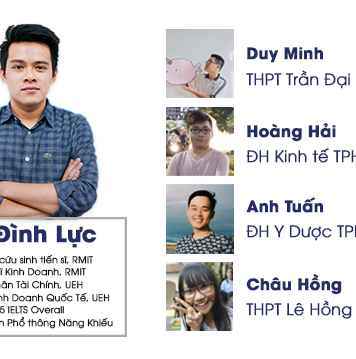 Đình Lực
cứu sinh tiến sĩ, RMIT
ĩ Kinh Doanh, RMIT
hân Tài Chính, UEH
nh Doanh Quốc Tế, UEH
5 IELTS Overall
n Phổ thông Năng Khiếu
Duy Minh
THPT Trần Đại
Hoàng Hải
ĐH Kinh tế TPH
Anh Tuấn
ĐH Y Dược TP
Châu Hồng
THPT Lê Hồng